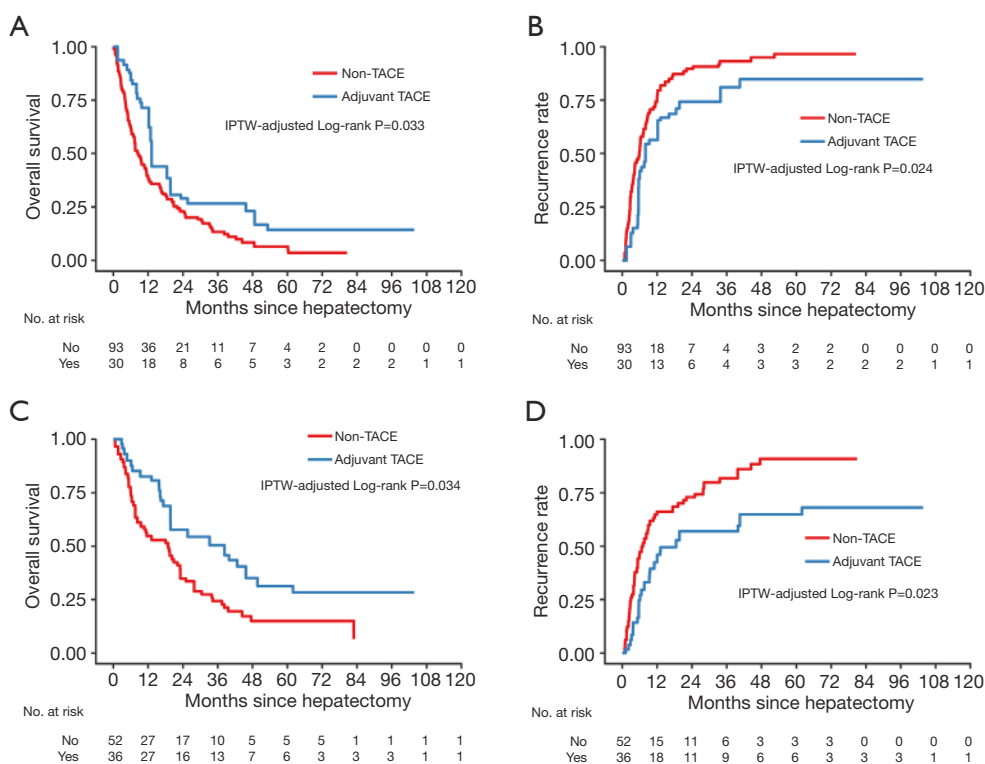 A
1.00
0.75
0.50
0.25
0.00
Overall survival
Non-TACE
Adjuvant TACE
IPTW-adjusted Log-rank P=0.033
0 12 24 36 48 60 72 84 96 108 120
Months since hepatectomy
No. at risk
No 93 36 21 11 7 4 2 0 0 0 0
Yes 30 18 8 6 5 3 2 2 2 1 1
B
1.00
0.75
0.50
0.25
0.00
Recurrence rate
Non-TACE
Adjuvant TACE
IPTW-adjusted Log-rank P=0.024
0 12 24 36 48 60 72 84 96 108 120
Months since hepatectomy
No. at risk
No 93 18 7 4 3 2 2 0 0 0 0
Yes 30 13 6 4 3 3 2 2 2 1 1
C
1.00
0.75
0.50
0.25
0.00
Overall survival
Non-TACE
Adjuvant TACE
IPTW-adjusted Log-rank P=0.034
0 12 24 36 48 60 72 84 96 108 120
Months since hepatectomy
No. at risk
No 52 27 17 10 5 5 5 1 1 1 1
Yes 36 27 16 13 7 6 3 3 3 1 1
D
1.00
0.75
0.50
0.25
0.00
Recurrence rate
Non-TACE
Adjuvant TACE
IPTW-adjusted Log-rank P=0.023
0 12 24 36 48 60 72 84 96 108 120
Months since hepatectomy
No. at risk
No 52 15 11 6 3 3 3 0 0 0 0
Yes 36 18 11 9 6 6 3 3 3 1 1